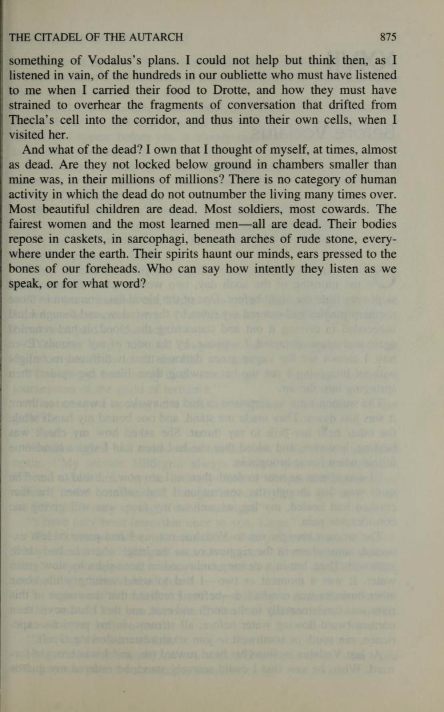 THE CITADEL OF THE AUTARCH 875
something of Vodalus's plans. I could not help but think then, as I
listened in vain, of the hundreds in our oubliette who must have listened
to me when I carried their food to Drotte, and how they must have
strained to overhear the fragments of conversation that drifted from
Thecla's cell into the corridor, and thus into their own cells, when I
visited her.
And what of the dead? I own that I thought of myself, at times, almost
as dead. Are they not locked below ground in chambers smaller than
mine was, in their millions of millions? There is no category of human
activity in which the dead do not outnumber the living many times over.
Most beautiful children are dead. Most soldiers, most cowards. The
fairest women and the most learned men—all are dead. Their bodies
repose in caskets, in sarcophagi, beneath arches of rude stone, every-
where under the earth. Their spirits haunt our minds, ears pressed to the
bones of our foreheads. Who can say how intently they listen as we
speak, or for what word?